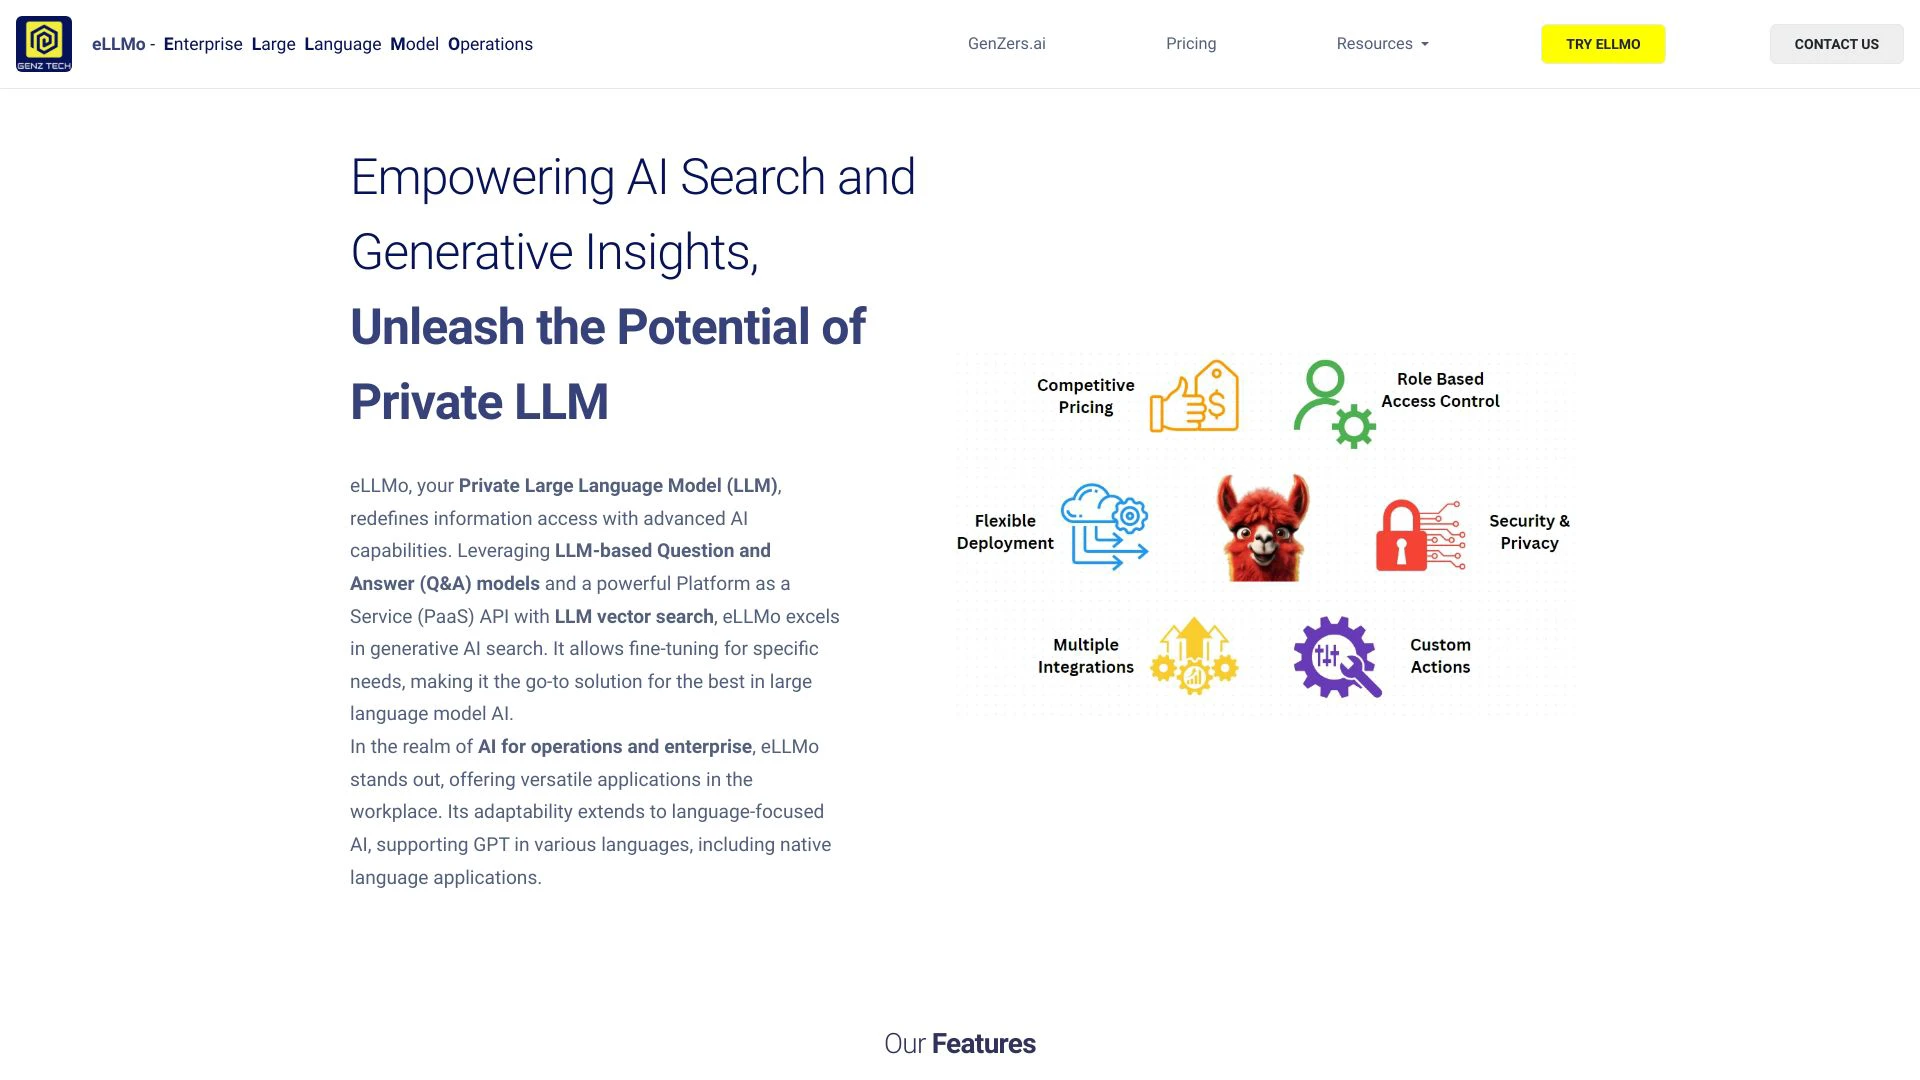 GENZ TECH
eLLMo - Enterprise Large Language Model Operations
GenZers.ai
Pricing
Resources
TRY ELLMO
CONTACT US
Empowering AI Search and
Generative Insights,
Unleash the Potential of
Private LLM
eLLMo, your Private Large Language Model (LLM),
redefines information access with advanced AI
capabilities. Leveraging LLM-based Question and
Answer (Q&A) models and a powerful Platform as a
Service (PaaS) API with LLM vector search, eLLMo excels
in generative AI search. It allows fine-tuning for specific
needs, making it the go-to solution for the best in large
language model AI.
In the realm of AI for operations and enterprise, eLLMo
stands out, offering versatile applications in the
workplace. Its adaptability extends to language-focused
AI, supporting GPT in various languages, including native
language applications.
Competitive
Pricing
Role Based
Access Control
Flexible
Deployment
Security &
Privacy
Multiple
Integrations
Custom
Actions
Our Features